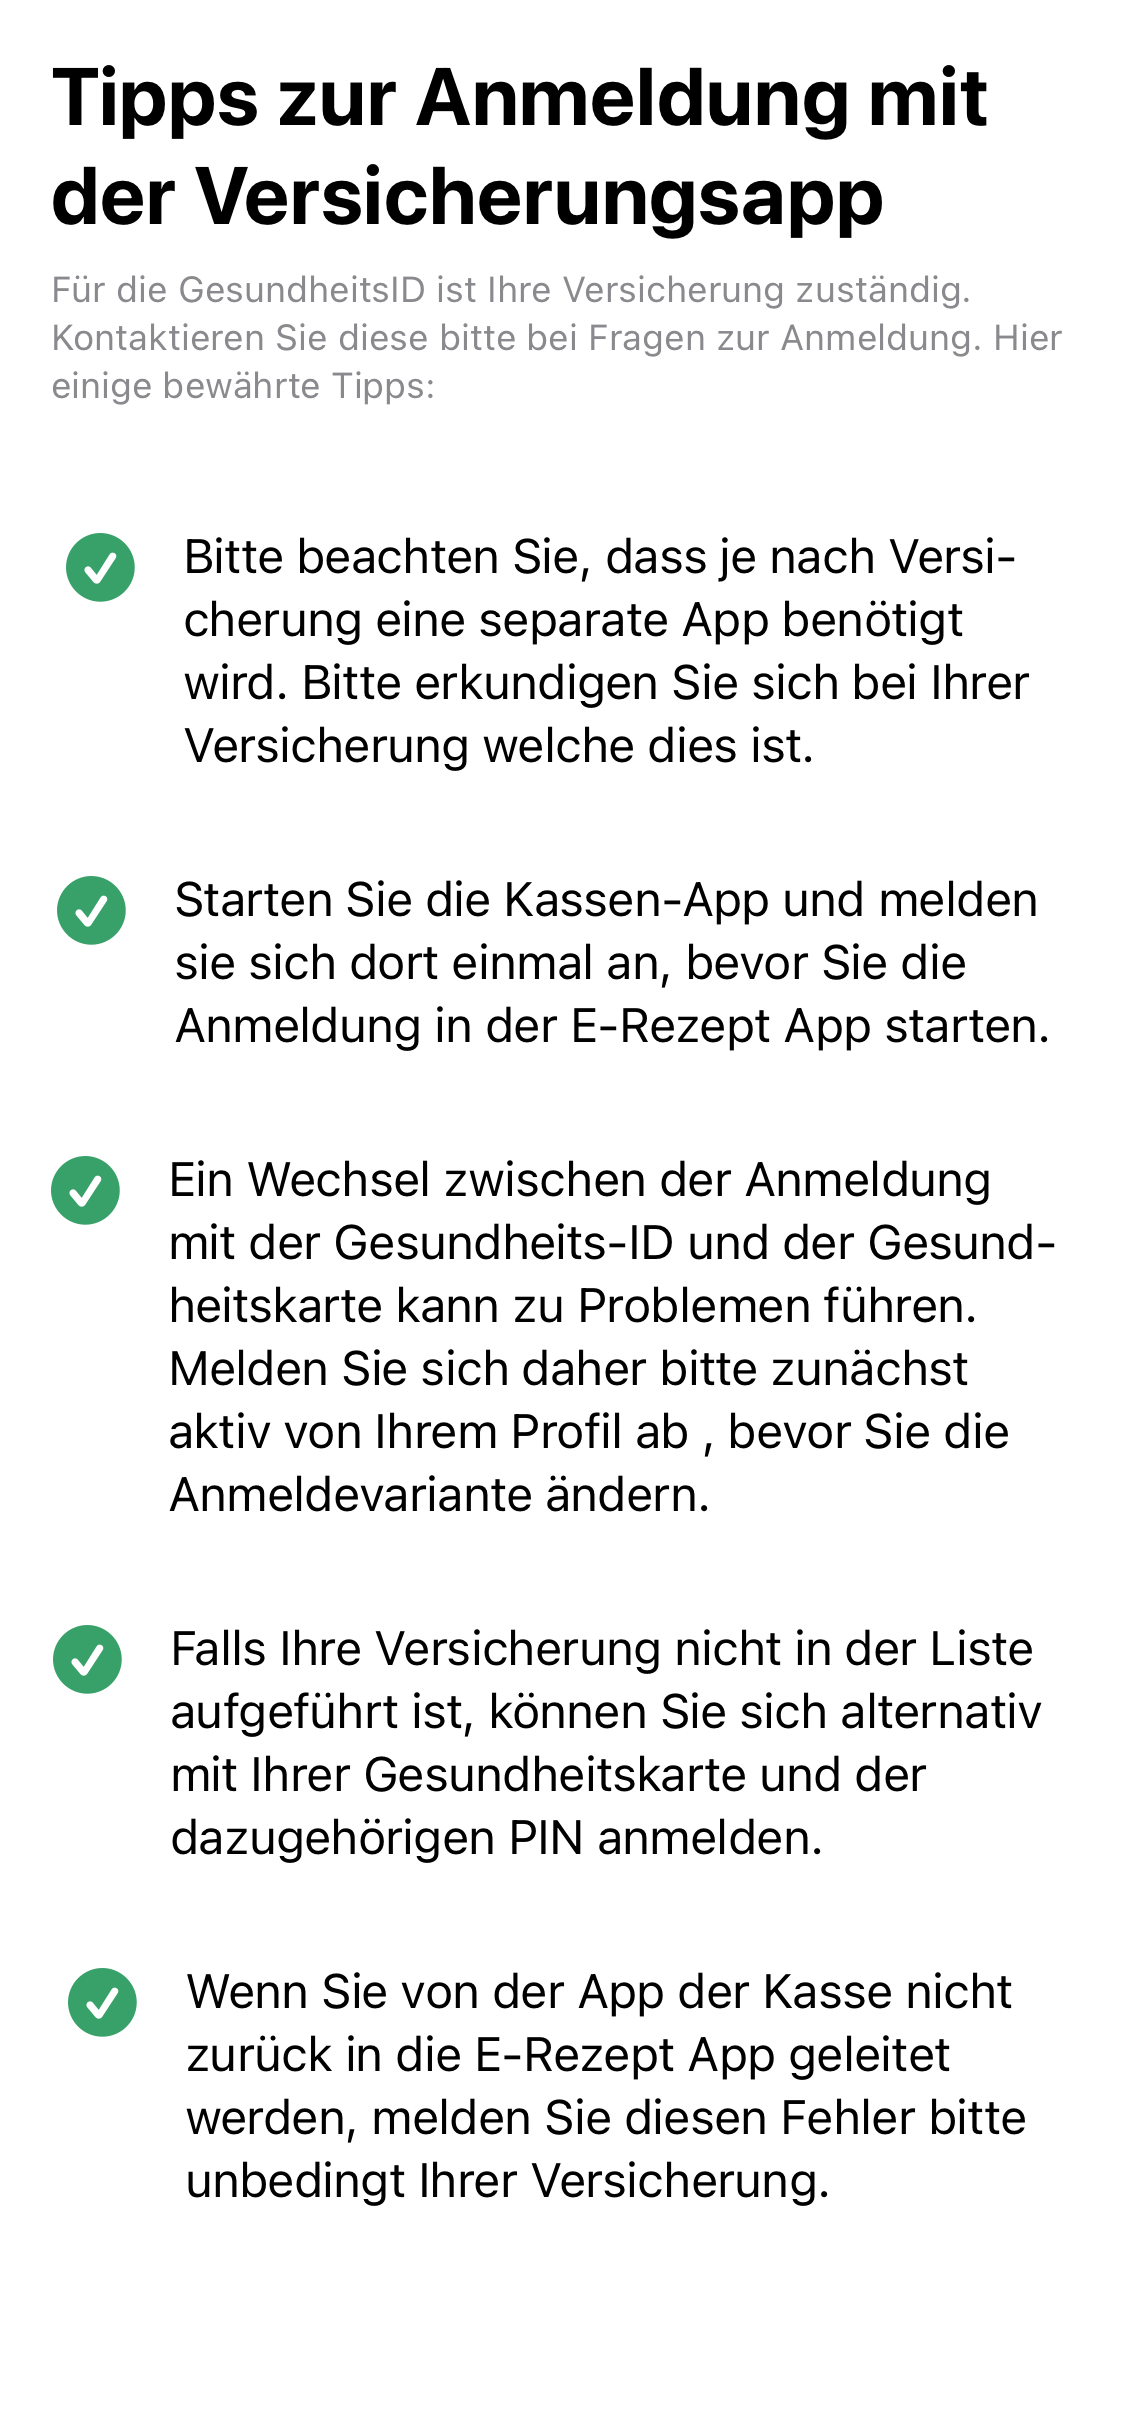 Tipps zur Anmeldung mit
der Versicherungsapp
Für die GesundheitsID ist Ihre Versicherung zuständig.
Kontaktieren Sie diese bitte bei Fragen zur Anmeldung. Hier
einige bewährte Tipps:
Bitte beachten Sie, dass je nach Versi-
cherung eine separate App benötigt
wird. Bitte erkundigen Sie sich bei Ihrer
Versicherung welche dies ist.
Starten Sie die Kassen-App und melden
sie sich dort einmal an, bevor Sie die
Anmeldung in der E-Rezept App starten.
Ein Wechsel zwischen der Anmeldung
mit der Gesundheits-ID und der Gesund-
heitskarte kann zu Problemen führen.
Melden Sie sich daher bitte zunächst
aktiv von Ihrem Profil ab , bevor Sie die
Anmeldevariante ändern.
Falls Ihre Versicherung nicht in der Liste
aufgeführt ist, können Sie sich alternativ
mit Ihrer Gesundheitskarte und der
dazugehörigen PIN anmelden.
Wenn Sie von der App der Kasse nicht
zurück in die E-Rezept App geleitet
werden, melden Sie diesen Fehler bitte
unbedingt Ihrer Versicherung.